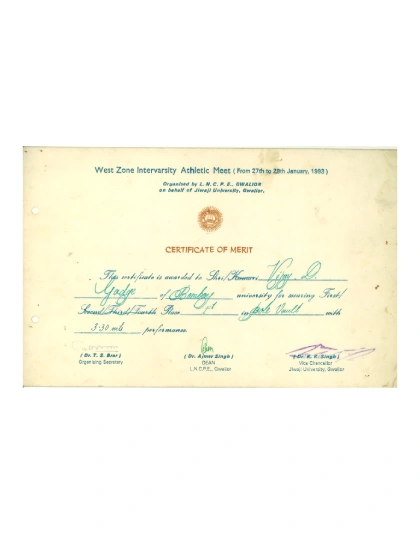 West Zone Intervarsity Athletic Meet ( From 27th to 29th January, 1983 )
Organised by L. N. C. P. E., GWALIOR
on behalf of Jiwaji University, Gwalior,
CERTIFICATE OF MERIT
This certificate is awarded to Shri/Kumari Vijay D.
of Bombay university for securing First/
Second/Third/Fourth Place 1st in Pole Vault with
3.30 mts performance.
( Dr. T. S. Brar ) ( Dr. Ajmer Singh ) ( Dr. K. K. Singh )
Organising Secretary DEAN Vice Chancellor
L.N.C.P.E., Gwalior Jiwaji University, Gwalior